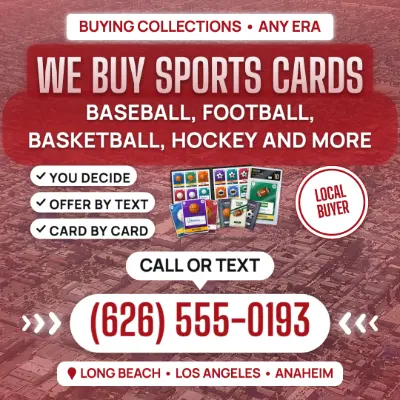 BUYING COLLECTIONS • ANY ERA
WE BUY SPORTS CARDS
BASEBALL, FOOTBALL,
BASKETBALL, HOCKEY AND MORE
YOU DECIDE
OFFER BY TEXT
CARD BY CARD
LOCAL
BUYER
CALL OR TEXT
(626) 555-0193
LONG BEACH • LOS ANGELES • ANAHEIM